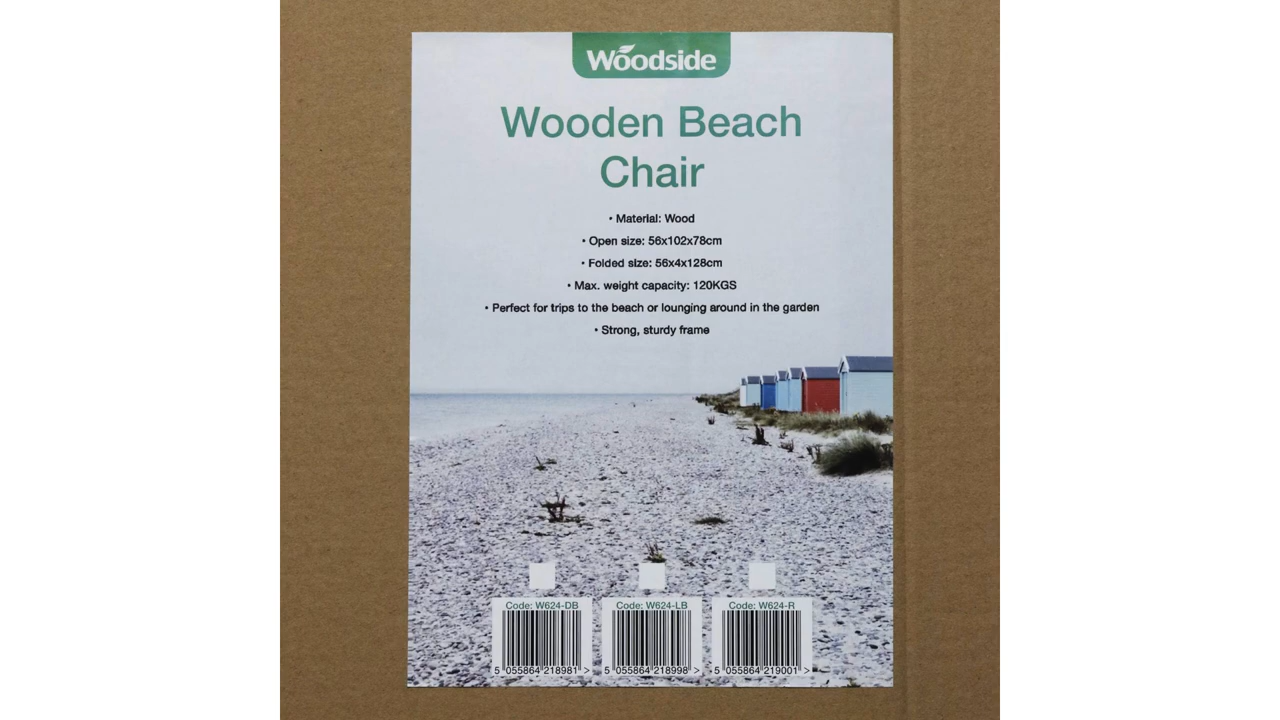 Woodside
Wooden Beach
Chair
• Material: Wood
• Open size: 56x102x78cm
• Folded size: 56x4x128cm
• Max. weight capacity: 120KGS
• Perfect for trips to the beach or lounging around in the garden
• Strong, sturdy frame
Code: W624-DB
5 055864 218981 >
Code: W624-LB
5 055864 218998 >
Code: W624-R
5 055864 219001 >